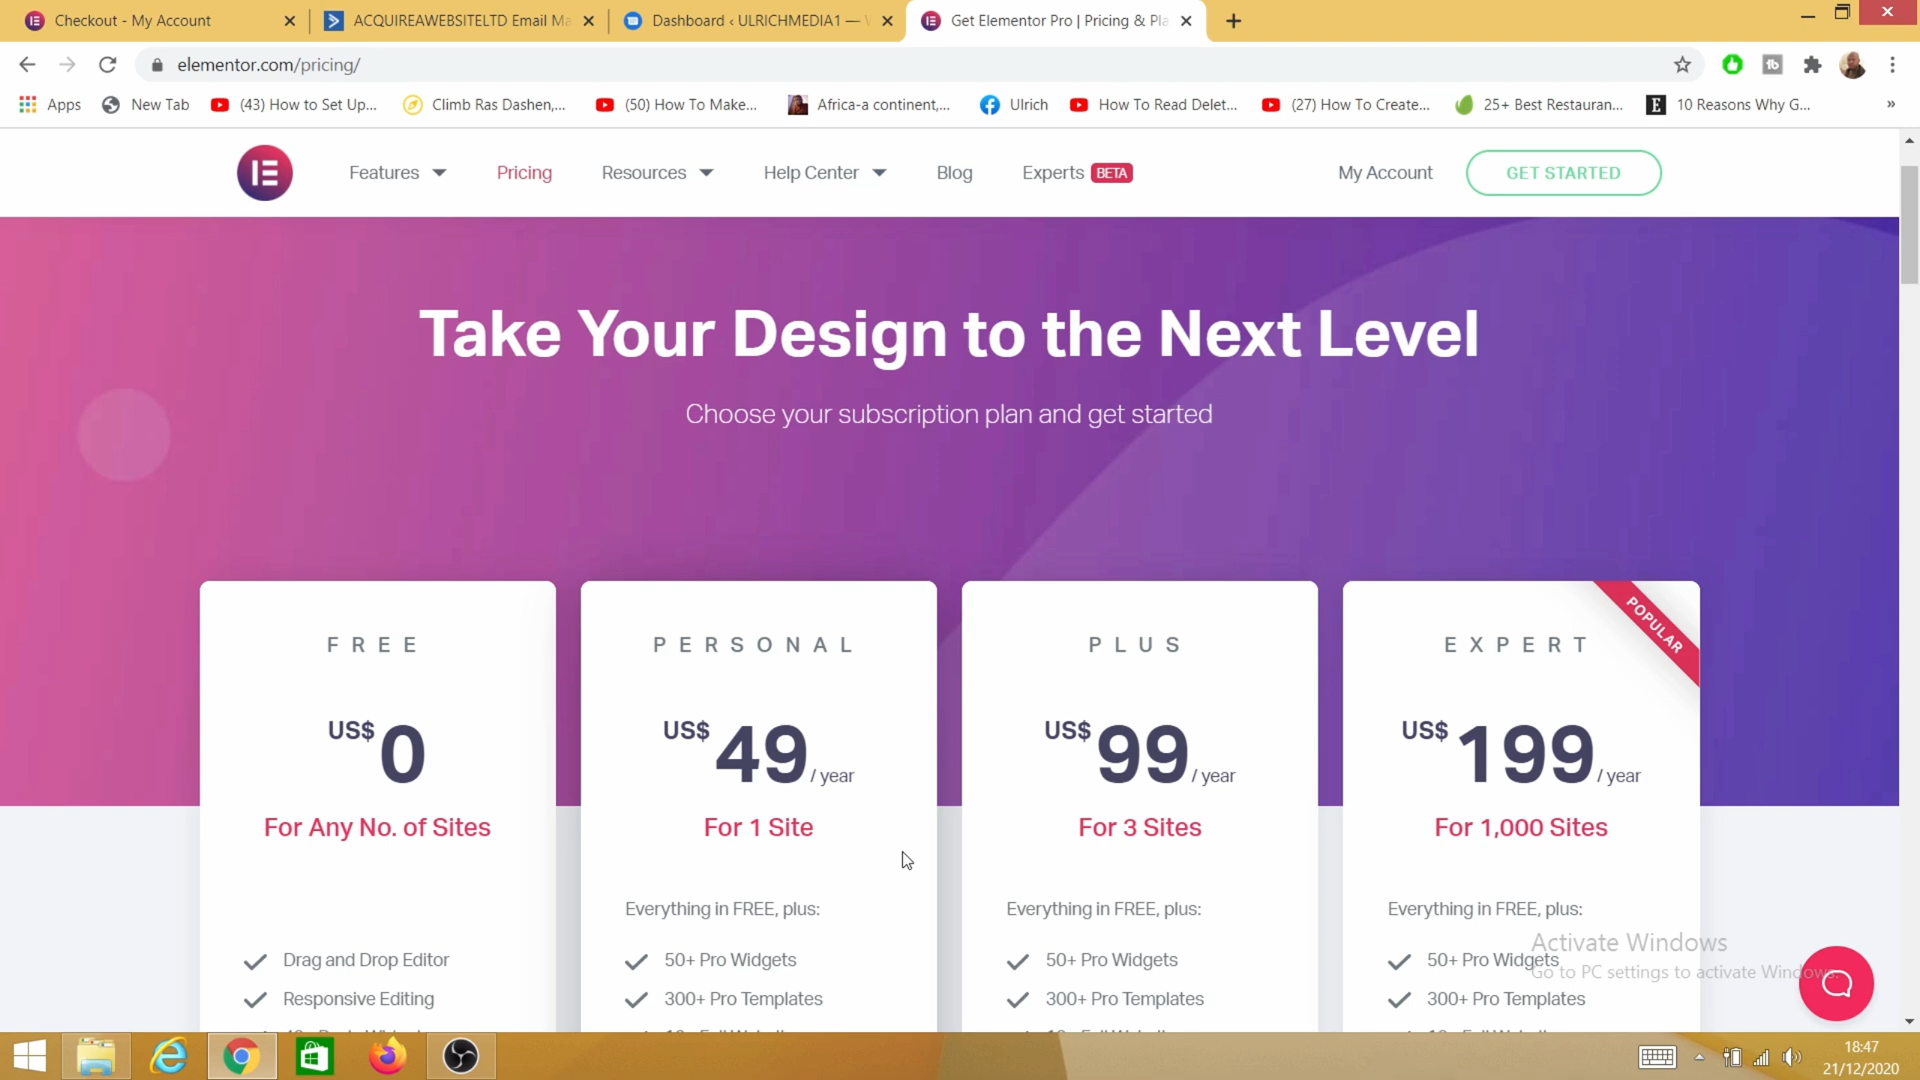 Checkout - My Account
ACQUIREAWEBSITELTD Email Ma
Dashboard ‹ ULRICHMEDIA1 —
Get Elementor Pro | Pricing & Pla
elementor.com/pricing/
Apps
New Tab
(43) How to Set Up...
Climb Ras Dashen,...
(50) How To Make...
Africa-a continent,...
Ulrich
How To Read Delet...
(27) How To Create...
25+ Best Restauran...
10 Reasons Why G...
»
Features
Pricing
Resources
Help Center
Blog
Experts BETA
My Account
GET STARTED
Take Your Design to the Next Level
Choose your subscription plan and get started
FREE
US$ 0
For Any No. of Sites
Drag and Drop Editor
Responsive Editing
PERSONAL
US$ 49 / year
For 1 Site
Everything in FREE, plus:
50+ Pro Widgets
300+ Pro Templates
PLUS
US$ 99 / year
For 3 Sites
Everything in FREE, plus:
50+ Pro Widgets
300+ Pro Templates
EXPERT
POPULAR
US$ 199 / year
For 1,000 Sites
Everything in FREE, plus:
50+ Pro Widgets
300+ Pro Templates
Activate Windows
Go to PC settings to activate Windows.
18:47
21/12/2020